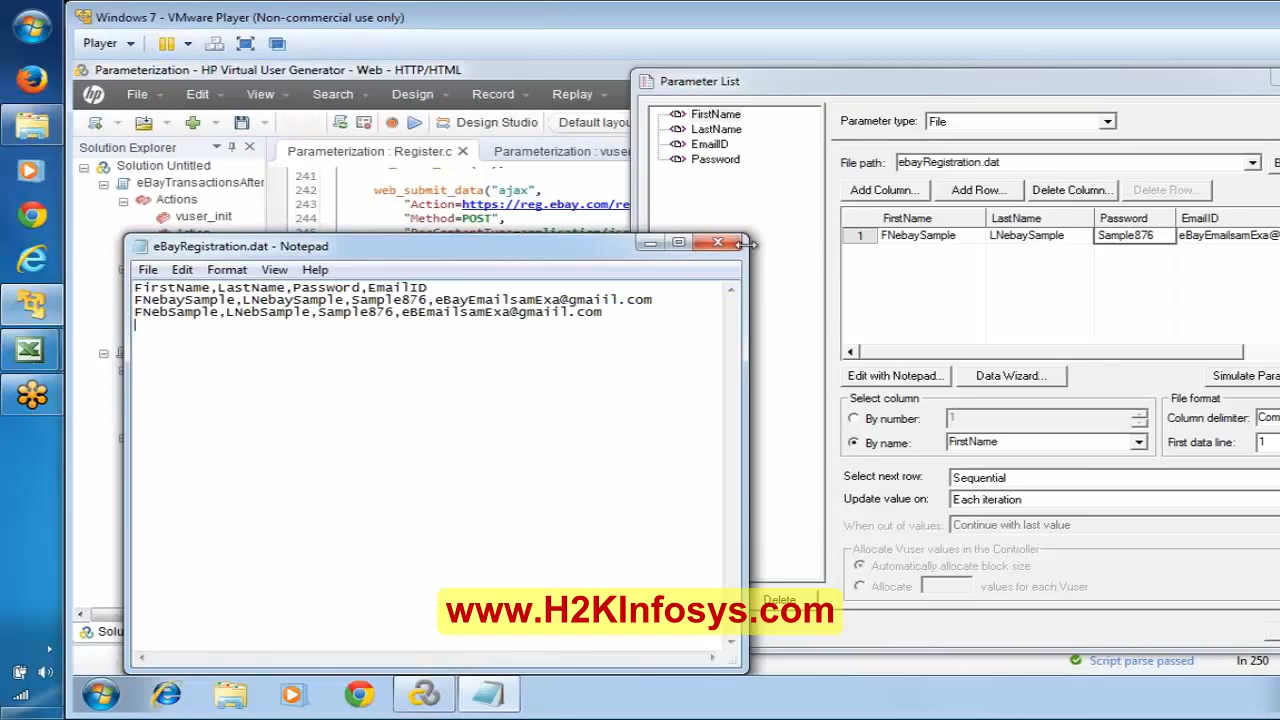 Windows 7 - VMware Player (Non-commercial use only)
Player
Parameterization - HP Virtual User Generator - Web - HTTP/HTML
hp File Edit View Search Design Record Replay
Design Studio Default layou
Solution Explorer
Solution Untitled
eBayTransactionsAfter
Actions
vuser_init
Parameterization : Register.c
Parameterization : vuser
241
242 web_submit_data("ajax",
243 "Action=https://reg.ebay.com/re
244 "Method=POST",
eBayRegistration.dat - Notepad
File Edit Format View Help
FirstName,LastName,Password,EmailID
FNebaySample,LNebaySample,Sample876,eBayEmailsamExa@gmaiil.com
FNebSample,LNebSample,Sample876,eBEmailsamExa@gmaiil.com
Parameter List
FirstName
LastName
EmailID
Password
Parameter type: File
File path: ebayRegistration.dat
Add Column... Add Row... Delete Column... Delete Row...
FirstName LastName Password EmailID
1 FNebaySample LNebaySample Sample876 eBayEmailsamExa@
Edit with Notepad... Data Wizard... Simulate Para
Select column
By number: 1
By name: FirstName
File format
Column delimiter: Com
First data line: 1
Select next row: Sequential
Update value on: Each iteration
When out of values: Continue with last value
Allocate Vuser values in the Controller
Automatically allocate block size
Allocate values for each Vuser
Delete
www.H2KInfosys.com
Solu
Script parse passed ln 250